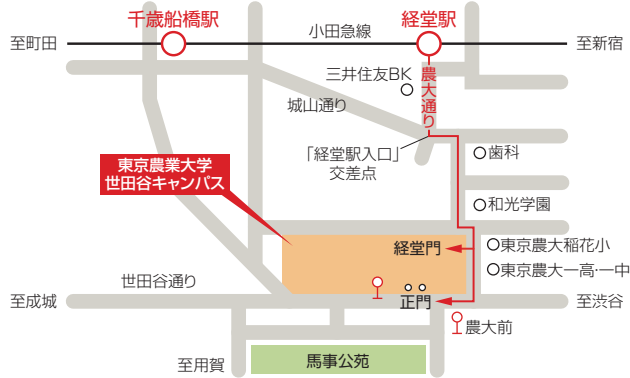 千歳船橋駅
経堂駅
小田急線
至町田
至新宿
三井住友BK
農大通り
城山通り
「経堂駅入口」
交差点
歯科
東京農業大学
世田谷キャンパス
和光学園
経堂門
東京農大稲花小
東京農大一高・一中
世田谷通り
至成城
正門
至渋谷
農大前
至用賀
馬事公苑